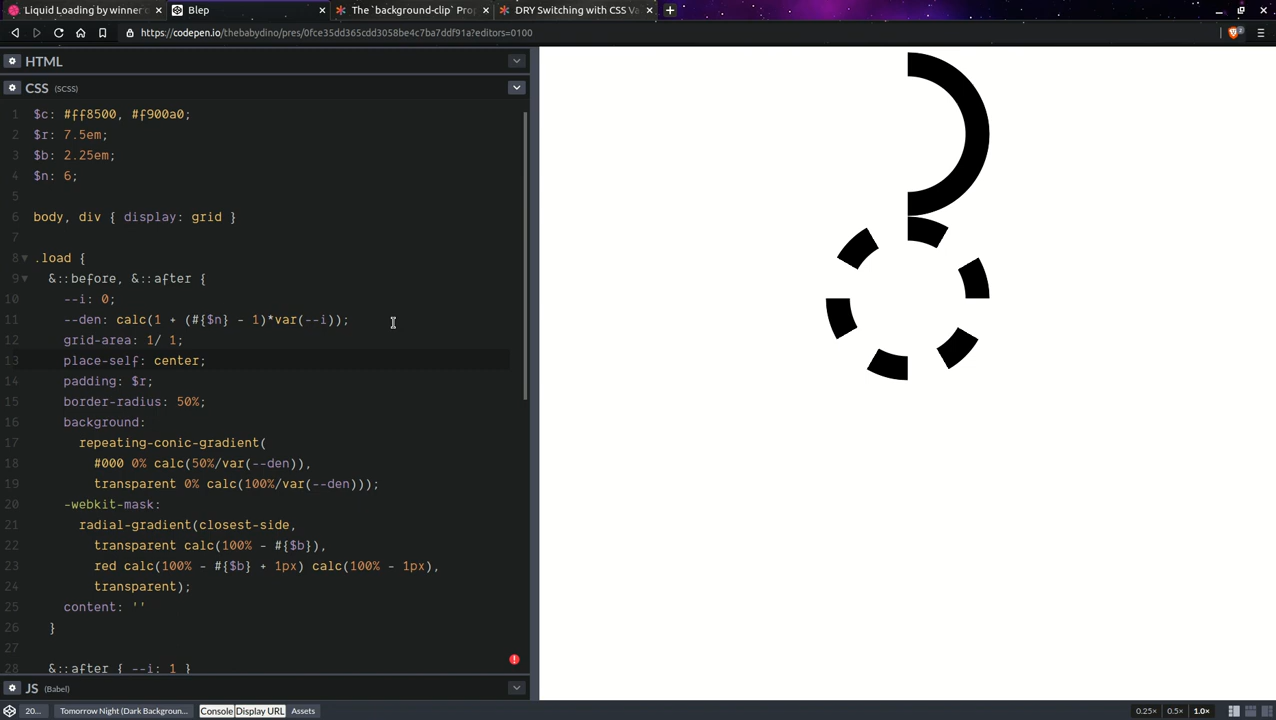 Liquid Loading by winner o
Blep
The `background-clip` Pro
DRY Switching with CSS Va
https://codepen.io/thebabydino/pres/0fce35dd365cdd3058be4c7ba7ddf91a?editors=0100
2
HTML
CSS (SCSS)
1 $c: #ff8500, #f900a0;
2 $r: 7.5em;
3 $b: 2.25em;
4 $n: 6;
5
6 body, div { display: grid }
7
8 .load {
9 &::before, &::after {
10 --i: 0;
11 --den: calc(1 + (#{$n} - 1)*var(--i));
12 grid-area: 1/ 1;
13 place-self: center;
14 padding: $r;
15 border-radius: 50%;
16 background:
17 repeating-conic-gradient(
18 #000 0% calc(50%/var(--den)),
19 transparent 0% calc(100%/var(--den)));
20 -webkit-mask:
21 radial-gradient(closest-side,
22 transparent calc(100% - #{$b}),
23 red calc(100% - #{$b} + 1px) calc(100% - 1px),
24 transparent);
25 content: ''
26 }
27
28 &::after { --i: 1 }
JS (Babel)
20... Tomorrow Night (Dark Backgroun... Console Display URL Assets 0.25× 0.5× 1.0×